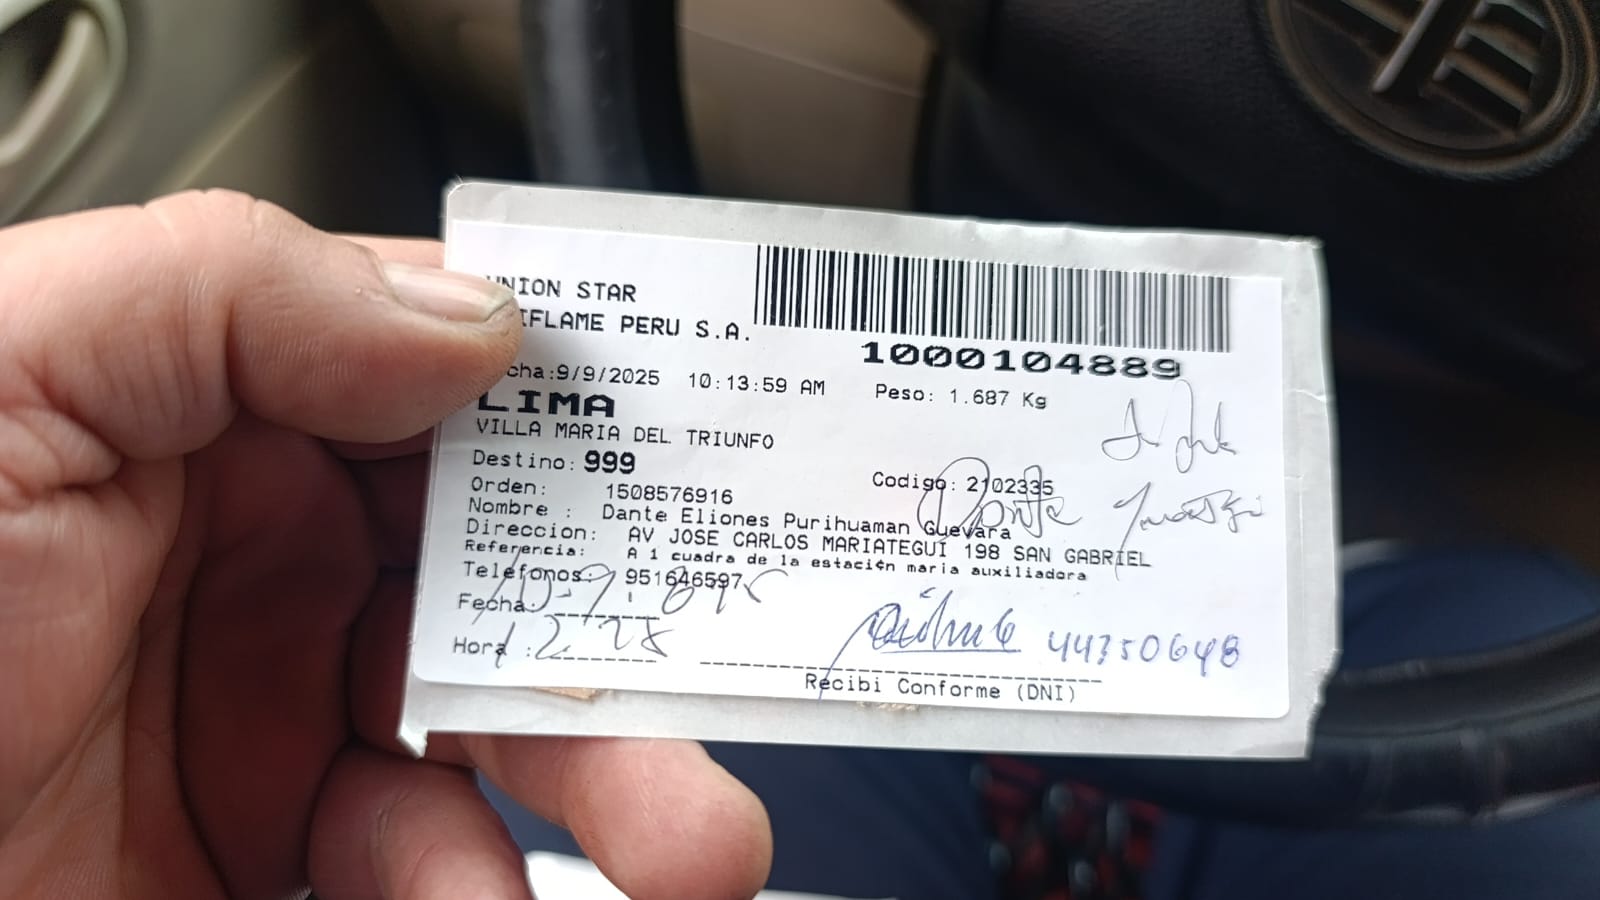 UNION STAR
IFLAME PERU S.A.
1000104889
cha:9/9/2025 10:13:59 AM Peso: 1.687 Kg
LIMA
VILLA MARIA DEL TRIUNFO
Destino: 999
Codigo: 2102335
Orden: 1508576916
Nombre : Dante Eliones Purihuaman Guevara
Dante
Direccion: AV JOSE CARLOS MARIATEGUI 198 SAN GABRIEL
Referencia: A 1 cuadra de la estaci¢n maria auxiliadora
Telefonos: 951646597
Fecha:
Hora :
44350648
Recibi Conforme (DNI)